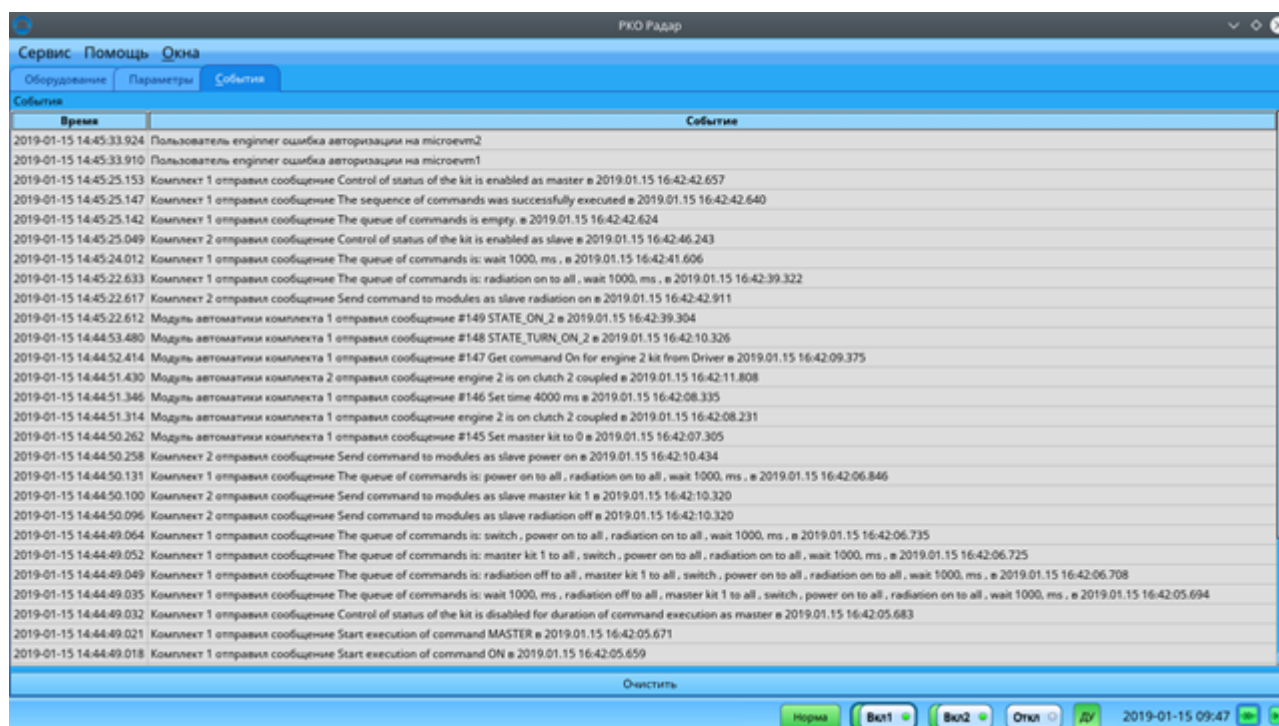 РКО Радар
Сервис Помощь Окна
Оборудование Параметры События
События
Время Событие
2019-01-15 14:45:33.924 Пользователь enginner ошибка авторизации на microevm2
2019-01-15 14:45:33.910 Пользователь enginner ошибка авторизации на microevm1
2019-01-15 14:45:25.153 Комплект 1 отправил сообщение Control of status of the kit is enabled as master в 2019.01.15 16:42:42.657
2019-01-15 14:45:25.147 Комплект 1 отправил сообщение The sequence of commands was successfully executed в 2019.01.15 16:42:42.640
2019-01-15 14:45:25.142 Комплект 1 отправил сообщение The queue of commands is empty. в 2019.01.15 16:42:42.624
2019-01-15 14:45:25.049 Комплект 2 отправил сообщение Control of status of the kit is enabled as slave в 2019.01.15 16:42:46.243
2019-01-15 14:45:24.012 Комплект 1 отправил сообщение The queue of commands is: wait 1000, ms , в 2019.01.15 16:42:41.606
2019-01-15 14:45:22.633 Комплект 1 отправил сообщение The queue of commands is: radiation on to all , wait 1000, ms , в 2019.01.15 16:42:39.322
2019-01-15 14:45:22.617 Комплект 2 отправил сообщение Send command to modules as slave radiation on в 2019.01.15 16:42:42.911
2019-01-15 14:45:22.612 Модуль автоматики комплекта 1 отправил сообщение #149 STATE_ON_2 в 2019.01.15 16:42:39.304
2019-01-15 14:44:53.480 Модуль автоматики комплекта 1 отправил сообщение #148 STATE_TURN_ON_2 в 2019.01.15 16:42:10.326
2019-01-15 14:44:52.414 Модуль автоматики комплекта 1 отправил сообщение #147 Get command On for engine 2 kit from Driver в 2019.01.15 16:42:09.375
2019-01-15 14:44:51.430 Модуль автоматики комплекта 2 отправил сообщение engine 2 is on clutch 2 coupled в 2019.01.15 16:42:11.808
2019-01-15 14:44:51.346 Модуль автоматики комплекта 1 отправил сообщение #146 Set time 4000 ms в 2019.01.15 16:42:08.335
2019-01-15 14:44:51.314 Модуль автоматики комплекта 1 отправил сообщение engine 2 is on clutch 2 coupled в 2019.01.15 16:42:08.231
2019-01-15 14:44:50.262 Модуль автоматики комплекта 1 отправил сообщение #145 Set master kit to 0 в 2019.01.15 16:42:07.305
2019-01-15 14:44:50.258 Комплект 2 отправил сообщение Send command to modules as slave power on в 2019.01.15 16:42:10.434
2019-01-15 14:44:50.131 Комплект 1 отправил сообщение The queue of commands is: power on to all , radiation on to all , wait 1000, ms , в 2019.01.15 16:42:06.846
2019-01-15 14:44:50.100 Комплект 2 отправил сообщение Send command to modules as slave master kit 1 в 2019.01.15 16:42:10.320
2019-01-15 14:44:50.096 Комплект 2 отправил сообщение Send command to modules as slave radiation off в 2019.01.15 16:42:10.320
2019-01-15 14:44:49.064 Комплект 1 отправил сообщение The queue of commands is: switch , power on to all , radiation on to all , wait 1000, ms , в 2019.01.15 16:42:06.735
2019-01-15 14:44:49.052 Комплект 1 отправил сообщение The queue of commands is: master kit 1 to all , switch , power on to all , radiation on to all , wait 1000, ms , в 2019.01.15 16:42:06.725
2019-01-15 14:44:49.049 Комплект 1 отправил сообщение The queue of commands is: radiation off to all , master kit 1 to all , switch , power on to all , radiation on to all , wait 1000, ms , в 2019.01.15 16:42:06.708
2019-01-15 14:44:49.035 Комплект 1 отправил сообщение The queue of commands is: wait 1000, ms , radiation off to all , master kit 1 to all , switch , power on to all , radiation on to all , wait 1000, ms , в 2019.01.15 16:42:05.694
2019-01-15 14:44:49.032 Комплект 1 отправил сообщение Control of status of the kit is disabled for duration of command execution as master в 2019.01.15 16:42:05.683
2019-01-15 14:44:49.021 Комплект 1 отправил сообщение Start execution of command MASTER в 2019.01.15 16:42:05.671
2019-01-15 14:44:49.018 Комплект 1 отправил сообщение Start execution of command ON в 2019.01.15 16:42:05.659
Очистить
Норма Вкл1 Вкл2 Откл ДУ 2019-01-15 09:47